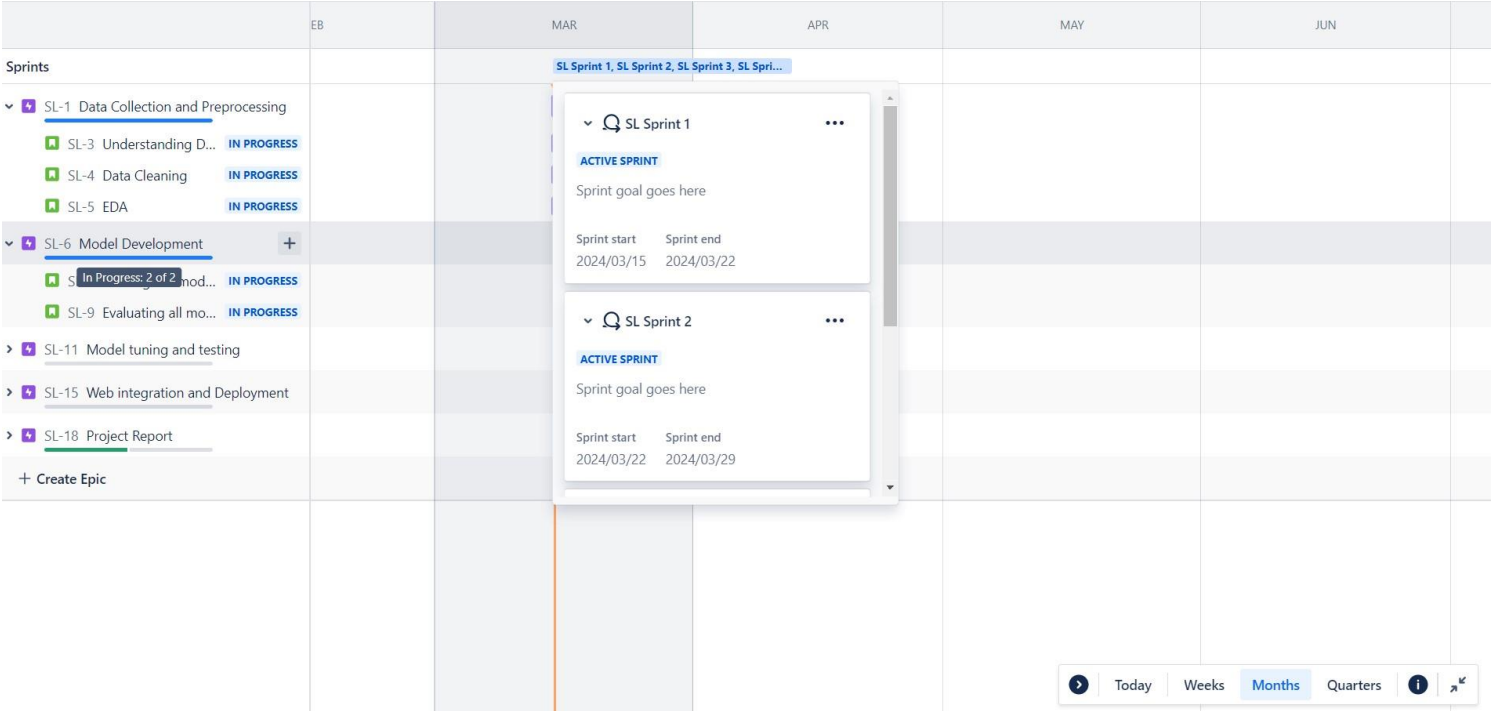 EB MAR APR MAY JUN
Sprints SL Sprint 1, SL Sprint 2, SL Sprint 3, SL Spri...
SL-1 Data Collection and Preprocessing
SL-3 Understanding D... IN PROGRESS
SL-4 Data Cleaning IN PROGRESS
SL-5 EDA IN PROGRESS
SL-6 Model Development +
In Progress: 2 of 2
S mod... IN PROGRESS
SL-9 Evaluating all mo... IN PROGRESS
SL-11 Model tuning and testing
SL-15 Web integration and Deployment
SL-18 Project Report
+ Create Epic
SL Sprint 1
ACTIVE SPRINT
Sprint goal goes here
Sprint start Sprint end
2024/03/15 2024/03/22
SL Sprint 2
ACTIVE SPRINT
Sprint goal goes here
Sprint start Sprint end
2024/03/22 2024/03/29
Today Weeks Months Quarters